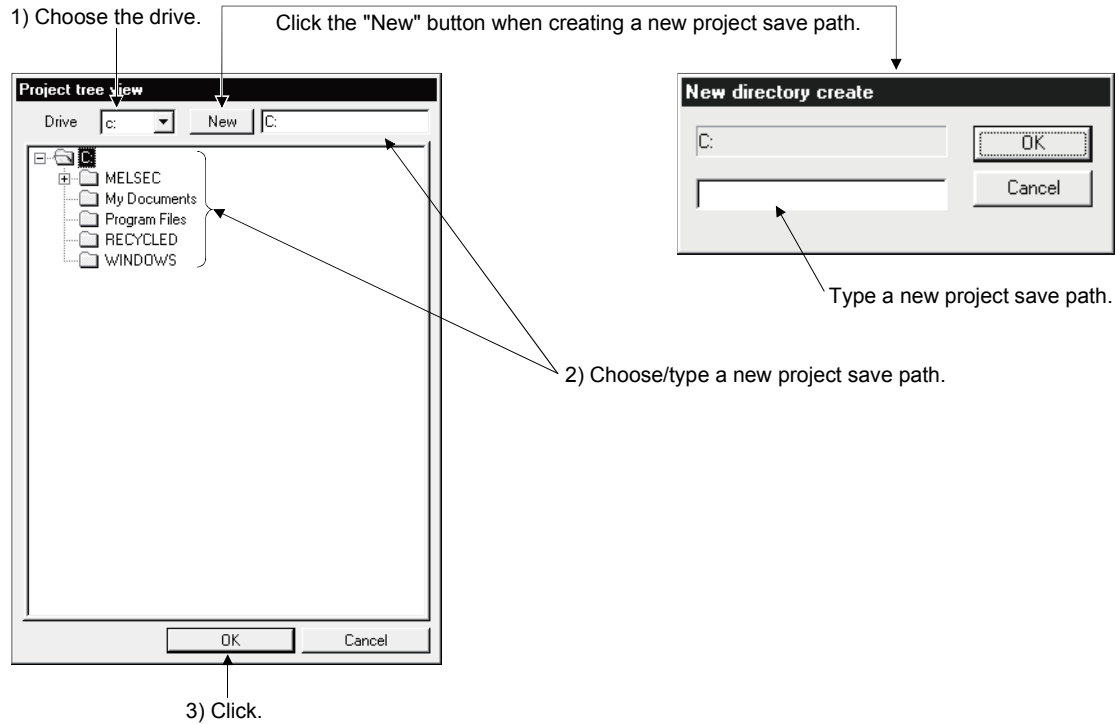 1) Choose the drive.
Click the "New" button when creating a new project save path.
Project tree view
Drive c: New C:
C:
MELSEC
My Documents
Program Files
RECYCLED
WINDOWS
OK Cancel
New directory create
C:
OK
Cancel
Type a new project save path.
2) Choose/type a new project save path.
3) Click.